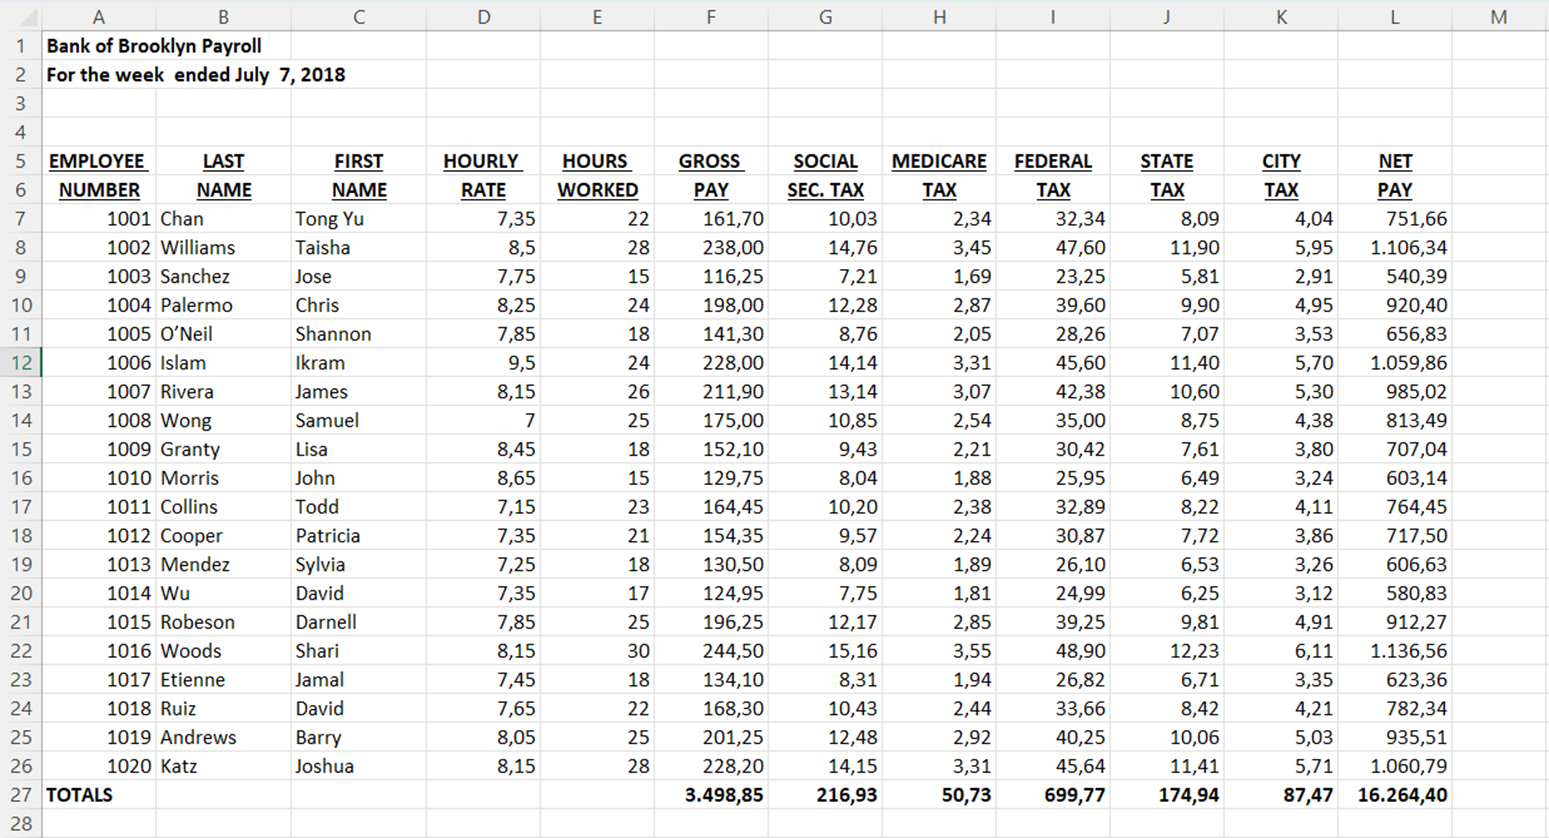 A B C D E F G H I J K L M
1 Bank of Brooklyn Payroll
2 For the week  ended July  7, 2018
3
4
5 EMPLOYEE LAST FIRST HOURLY HOURS GROSS SOCIAL MEDICARE FEDERAL STATE CITY NET
6 NUMBER NAME NAME RATE WORKED PAY SEC. TAX TAX TAX TAX TAX PAY
7 1001 Chan Tong Yu 7,35 22 161,70 10,03 2,34 32,34 8,09 4,04 751,66
8 1002 Williams Taisha 8,5 28 238,00 14,76 3,45 47,60 11,90 5,95 1.106,34
9 1003 Sanchez Jose 7,75 15 116,25 7,21 1,69 23,25 5,81 2,91 540,39
10 1004 Palermo Chris 8,25 24 198,00 12,28 2,87 39,60 9,90 4,95 920,40
11 1005 O’Neil Shannon 7,85 18 141,30 8,76 2,05 28,26 7,07 3,53 656,83
12 1006 Islam Ikram 9,5 24 228,00 14,14 3,31 45,60 11,40 5,70 1.059,86
13 1007 Rivera James 8,15 26 211,90 13,14 3,07 42,38 10,60 5,30 985,02
14 1008 Wong Samuel 7 25 175,00 10,85 2,54 35,00 8,75 4,38 813,49
15 1009 Granty Lisa 8,45 18 152,10 9,43 2,21 30,42 7,61 3,80 707,04
16 1010 Morris John 8,65 15 129,75 8,04 1,88 25,95 6,49 3,24 603,14
17 1011 Collins Todd 7,15 23 164,45 10,20 2,38 32,89 8,22 4,11 764,45
18 1012 Cooper Patricia 7,35 21 154,35 9,57 2,24 30,87 7,72 3,86 717,50
19 1013 Mendez Sylvia 7,25 18 130,50 8,09 1,89 26,10 6,53 3,26 606,63
20 1014 Wu David 7,35 17 124,95 7,75 1,81 24,99 6,25 3,12 580,83
21 1015 Robeson Darnell 7,85 25 196,25 12,17 2,85 39,25 9,81 4,91 912,27
22 1016 Woods Shari 8,15 30 244,50 15,16 3,55 48,90 12,23 6,11 1.136,56
23 1017 Etienne Jamal 7,45 18 134,10 8,31 1,94 26,82 6,71 3,35 623,36
24 1018 Ruiz David 7,65 22 168,30 10,43 2,44 33,66 8,42 4,21 782,34
25 1019 Andrews Barry 8,05 25 201,25 12,48 2,92 40,25 10,06 5,03 935,51
26 1020 Katz Joshua 8,15 28 228,20 14,15 3,31 45,64 11,41 5,71 1.060,79
27 TOTALS 3.498,85 216,93 50,73 699,77 174,94 87,47 16.264,40
28